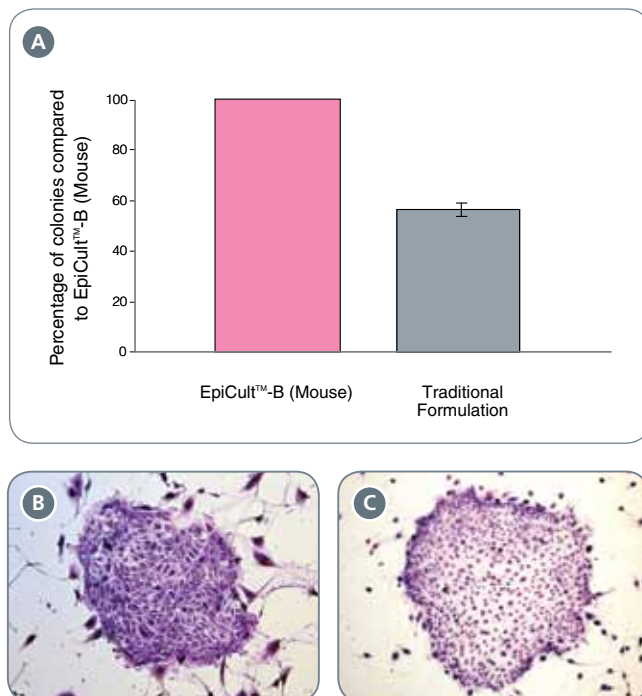 A
Percentage of colonies compared
to EpiCult™-B (Mouse)
100
80
60
40
20
0
EpiCult™-B (Mouse)
Traditional
Formulation
B
C